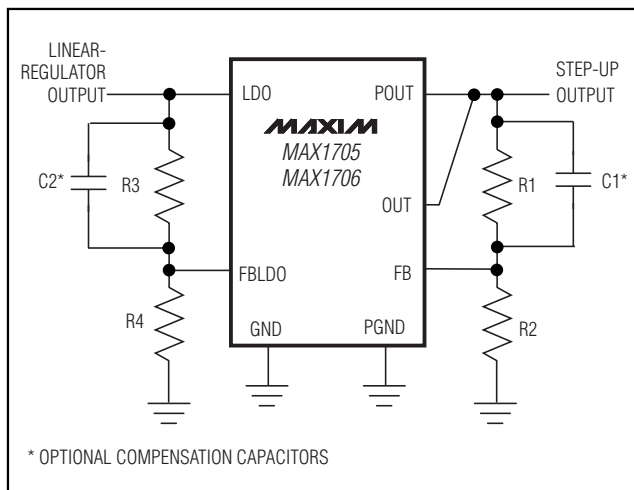 LINEAR-
REGULATOR
OUTPUT
LDO
POUT
STEP-UP
OUTPUT
MAXIM
MAX1705
MAX1706
C2*
R3
R1
C1*
OUT
FBLDO
FB
R4
GND
PGND
R2
* OPTIONAL COMPENSATION CAPACITORS